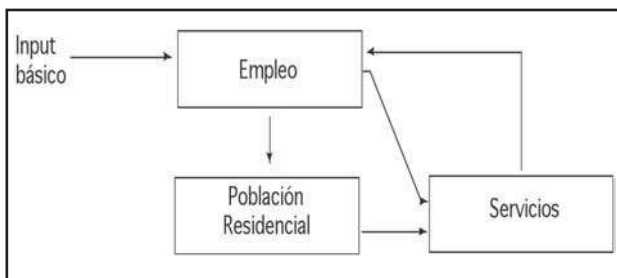 Input
básico
Empleo
Población
Residencial
Servicios